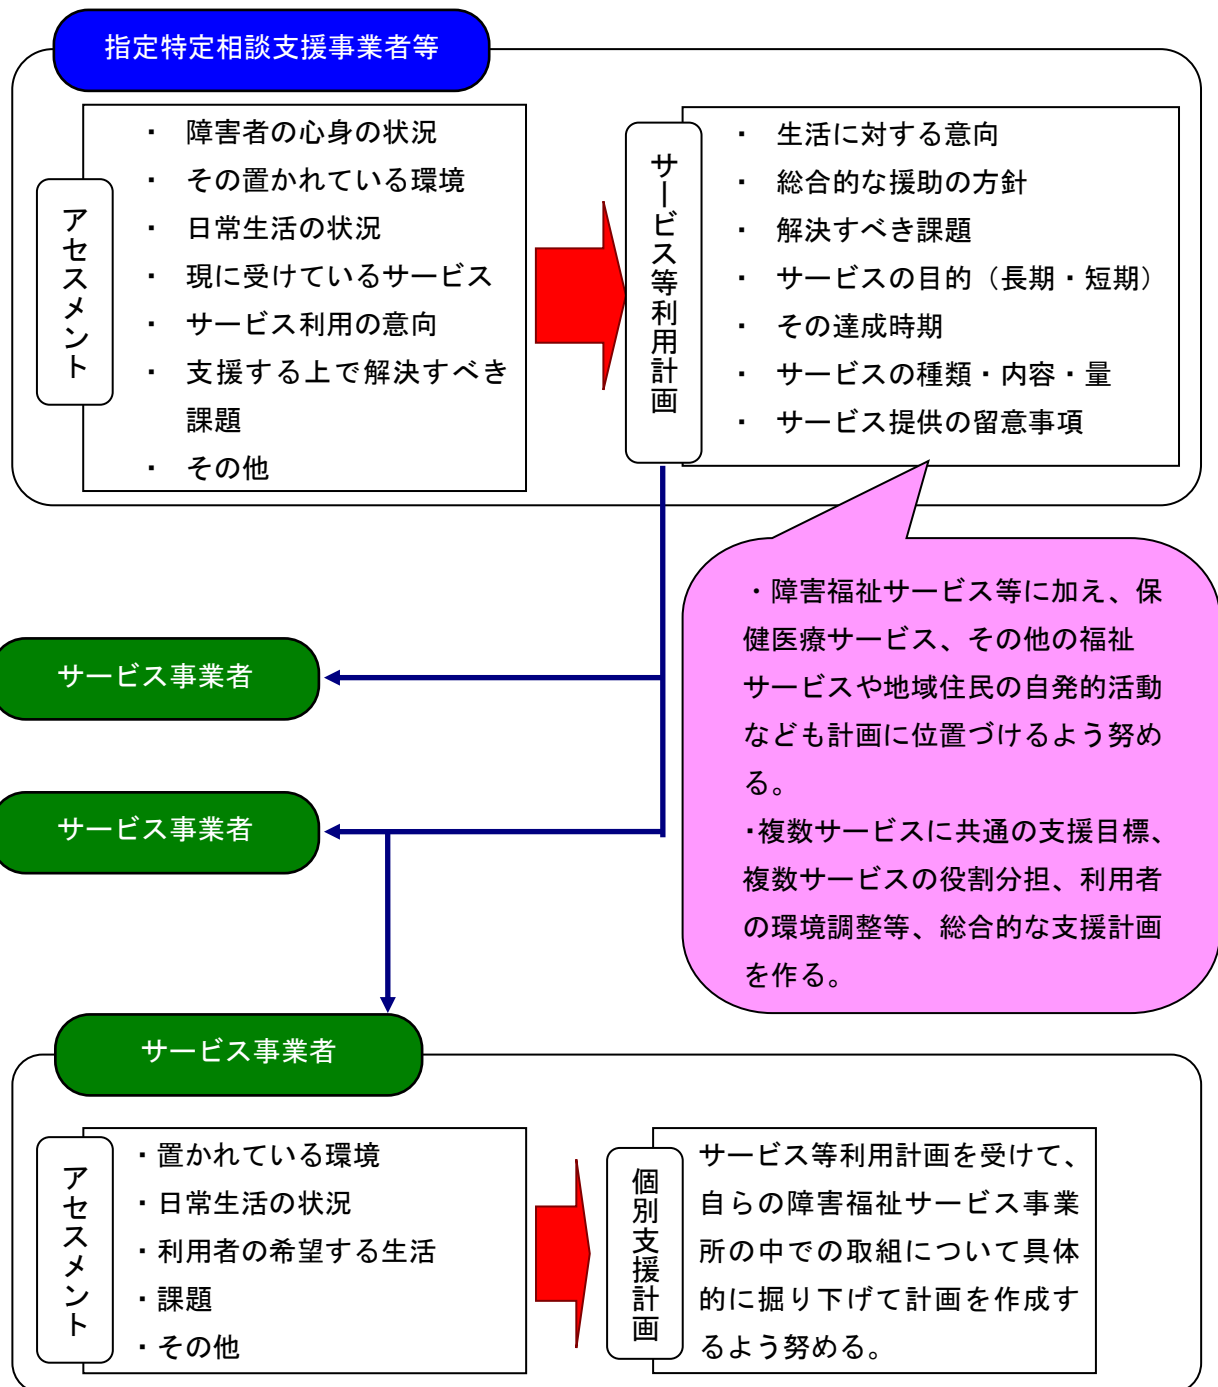 指定特定相談支援事業者等
アセスメント
・ 障害者の心身の状況
・ その置かれている環境
・ 日常生活の状況
・ 現に受けているサービス
・ サービス利用の意向
・ 支援する上で解決すべき
課題
・ その他
サービス等利用計画
・ 生活に対する意向
・ 総合的な援助の方針
・ 解決すべき課題
・ サービスの目的（長期・短期）
・ その達成時期
・ サービスの種類・内容・量
・ サービス提供の留意事項
・障害福祉サービス等に加え、保
健医療サービス、その他の福祉
サービスや地域住民の自発的活動
なども計画に位置づけるよう努め
る。
・複数サービスに共通の支援目標、
複数サービスの役割分担、利用者
の環境調整等、総合的な支援計画
を作る。
サービス事業者
サービス事業者
サービス事業者
アセスメント
・置かれている環境
・日常生活の状況
・利用者の希望する生活
・課題
・その他
個別支援計画
サービス等利用計画を受けて、
自らの障害福祉サービス事業
所の中での取組について具体
的に掘り下げて計画を作成す
るよう努める。